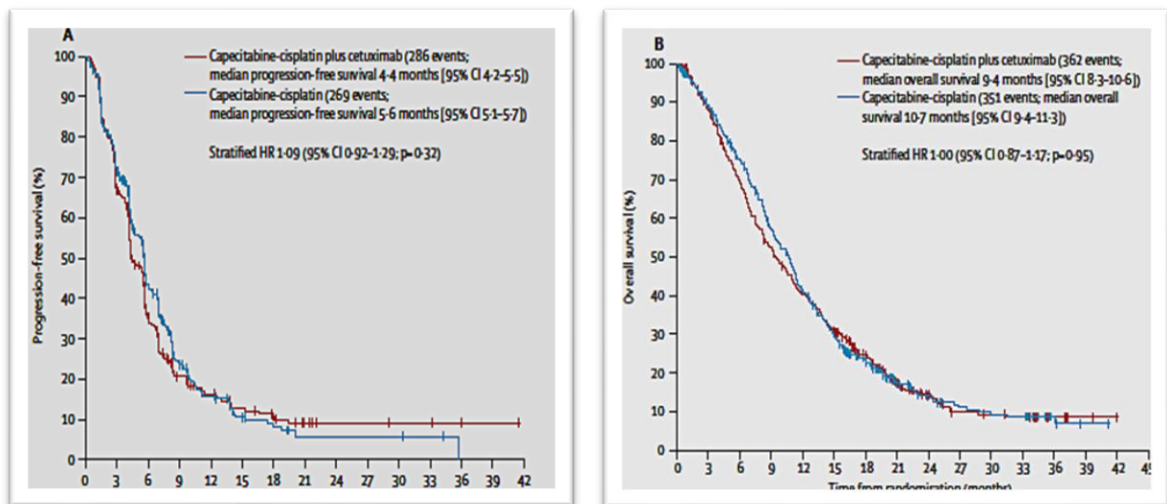 A
Capecitabine-cisplatin plus cetuximab (286 events;
median progression-free survival 4·4 months [95% CI 4·2–5·5])
Capecitabine-cisplatin (269 events;
median progression-free survival 5·6 months [95% CI 5·1–5·7])
Stratified HR 1·09 (95% CI 0·92–1·29; p=0·32)
Progression-free survival (%)
100
90
80
70
60
50
40
30
20
10
0
0 3 6 9 12 15 18 21 24 27 30 33 36 39 42
B
Capecitabine-cisplatin plus cetuximab (362 events;
median overall survival 9·4 months [95% CI 8·3–10·6])
Capecitabine-cisplatin (351 events; median overall
survival 10·7 months [95% CI 9·4–11·3])
Stratified HR 1·00 (95% CI 0·87–1·17; p=0·95)
Overall survival (%)
100
90
80
70
60
50
40
30
20
10
0
0 3 6 9 12 15 18 21 24 27 30 33 36 39 42 45
Time from randomisation (months)